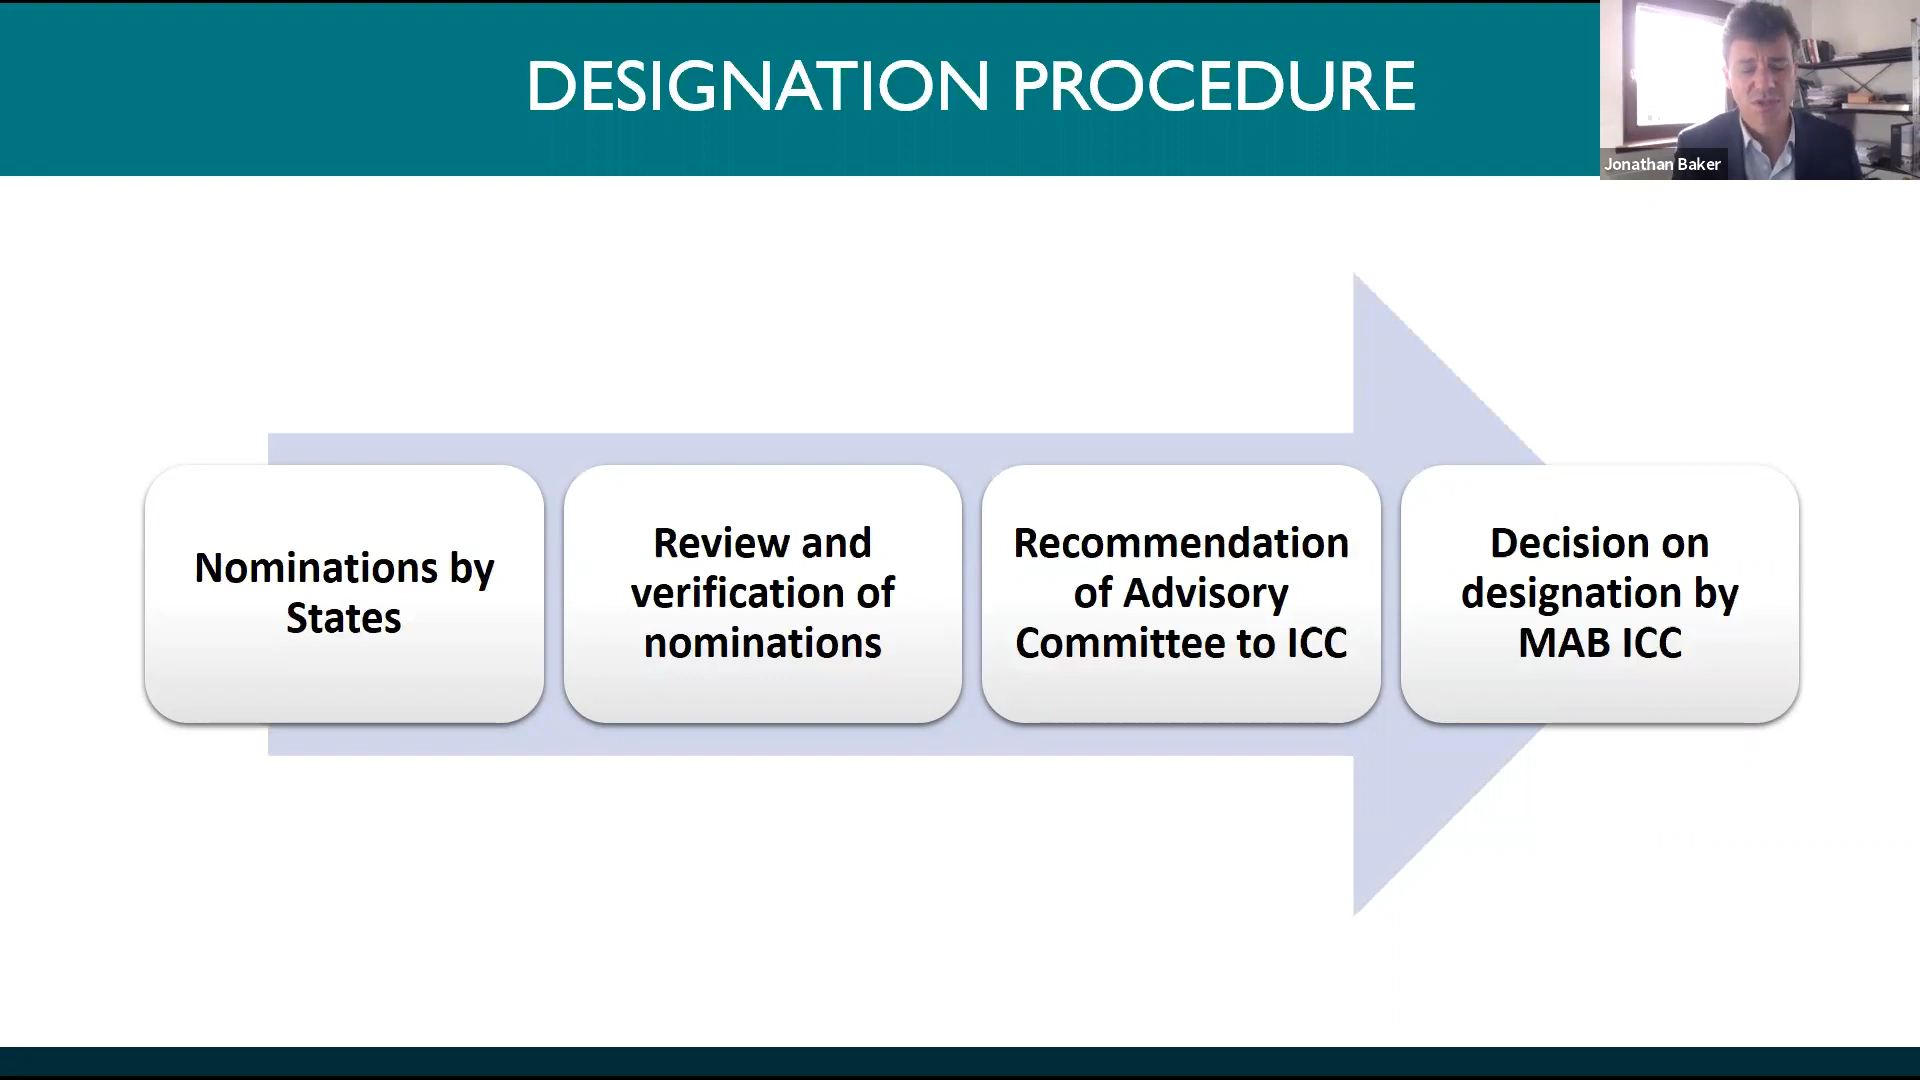 DESIGNATION PROCEDURE
Jonathan Baker
Nominations by
States
Review and
verification of
nominations
Recommendation
of Advisory
Committee to ICC
Decision on
designation by
MAB ICC